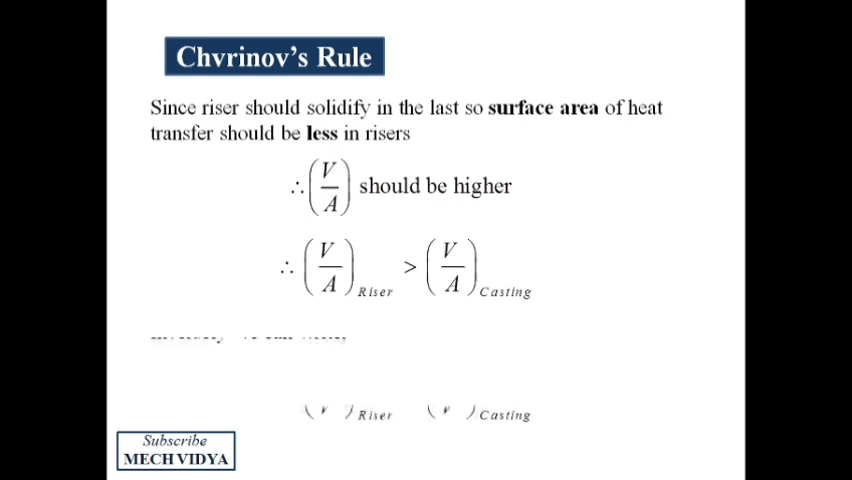 Chvrinov's Rule
Since riser should solidify in the last so surface area of heat
transfer should be less in risers
∴ (V/A) should be higher
∴ (V/A) Riser > (V/A) Casting
Riser Casting
Subscribe
MECH VIDYA